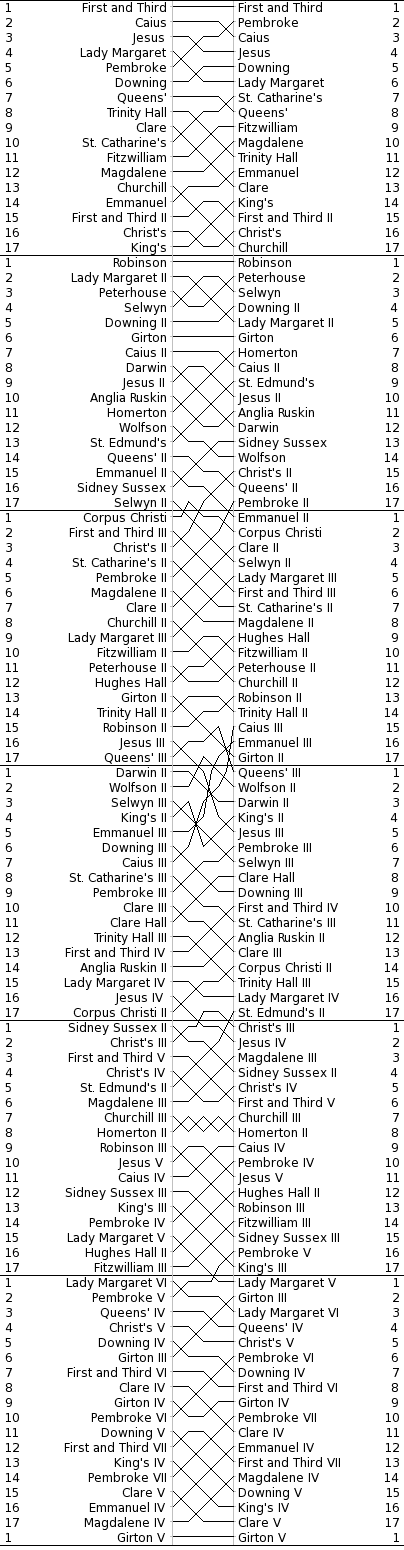 1 First and Third First and Third 1
2 Caius Pembroke 2
3 Jesus Caius 3
4 Lady Margaret Jesus 4
5 Pembroke Downing 5
6 Downing Lady Margaret 6
7 Queens' St. Catharine's 7
8 Trinity Hall Queens' 8
9 Clare Fitzwilliam 9
10 St. Catharine's Magdalene 10
11 Fitzwilliam Trinity Hall 11
12 Magdalene Emmanuel 12
13 Churchill Clare 13
14 Emmanuel King's 14
15 First and Third II First and Third II 15
16 Christ's Christ's 16
17 King's Churchill 17
1 Robinson Robinson 1
2 Lady Margaret II Peterhouse 2
3 Peterhouse Selwyn 3
4 Selwyn Downing II 4
5 Downing II Lady Margaret II 5
6 Girton Girton 6
7 Caius II Homerton 7
8 Darwin Caius II 8
9 Jesus II St. Edmund's 9
10 Anglia Ruskin Jesus II 10
11 Homerton Anglia Ruskin 11
12 Wolfson Darwin 12
13 St. Edmund's Sidney Sussex 13
14 Queens' II Wolfson 14
15 Emmanuel II Christ's II 15
16 Sidney Sussex Queens' II 16
17 Selwyn II Pembroke II 17
1 Corpus Christi Emmanuel II 1
2 First and Third III Corpus Christi 2
3 Christ's II Clare II 3
4 St. Catharine's II Selwyn II 4
5 Pembroke II Lady Margaret III 5
6 Magdalene II First and Third III 6
7 Clare II St. Catharine's II 7
8 Churchill II Magdalene II 8
9 Lady Margaret III Hughes Hall 9
10 Fitzwilliam II Fitzwilliam II 10
11 Peterhouse II Peterhouse II 11
12 Hughes Hall Churchill II 12
13 Girton II Robinson II 13
14 Trinity Hall II Trinity Hall II 14
15 Robinson II Caius III 15
16 Jesus III Emmanuel III 16
17 Queens' III Girton II 17
1 Darwin II Queens' III 1
2 Wolfson II Wolfson II 2
3 Selwyn III Darwin II 3
4 King's II King's II 4
5 Emmanuel III Jesus III 5
6 Downing III Pembroke III 6
7 Caius III Selwyn III 7
8 St. Catharine's III Clare Hall 8
9 Pembroke III Downing III 9
10 Clare III First and Third IV 10
11 Clare Hall St. Catharine's III 11
12 Trinity Hall III Anglia Ruskin II 12
13 First and Third IV Clare III 13
14 Anglia Ruskin II Corpus Christi II 14
15 Lady Margaret IV Trinity Hall III 15
16 Jesus IV Lady Margaret IV 16
17 Corpus Christi II St. Edmund's II 17
1 Sidney Sussex II Christ's III 1
2 Christ's III Jesus IV 2
3 First and Third V Magdalene III 3
4 Christ's IV Sidney Sussex II 4
5 St. Edmund's II Christ's IV 5
6 Magdalene III First and Third V 6
7 Churchill III Churchill III 7
8 Homerton II Homerton II 8
9 Robinson III Caius IV 9
10 Jesus V Pembroke IV 10
11 Caius IV Jesus V 11
12 Sidney Sussex III Hughes Hall II 12
13 King's III Robinson III 13
14 Pembroke IV Fitzwilliam III 14
15 Lady Margaret V Sidney Sussex III 15
16 Hughes Hall II Pembroke V 16
17 Fitzwilliam III King's III 17
1 Lady Margaret VI Lady Margaret V 1
2 Pembroke V Girton III 2
3 Queens' IV Lady Margaret VI 3
4 Christ's V Queens' IV 4
5 Downing IV Christ's V 5
6 Girton III Pembroke VI 6
7 First and Third VI Downing IV 7
8 Clare IV First and Third VI 8
9 Girton IV Girton IV 9
10 Pembroke VI Pembroke VII 10
11 Downing V Clare IV 11
12 First and Third VII Emmanuel IV 12
13 King's IV First and Third VII 13
14 Pembroke VII Magdalene IV 14
15 Clare V Downing V 15
16 Emmanuel IV King's IV 16
17 Magdalene IV Clare V 17
1 Girton V Girton V 1